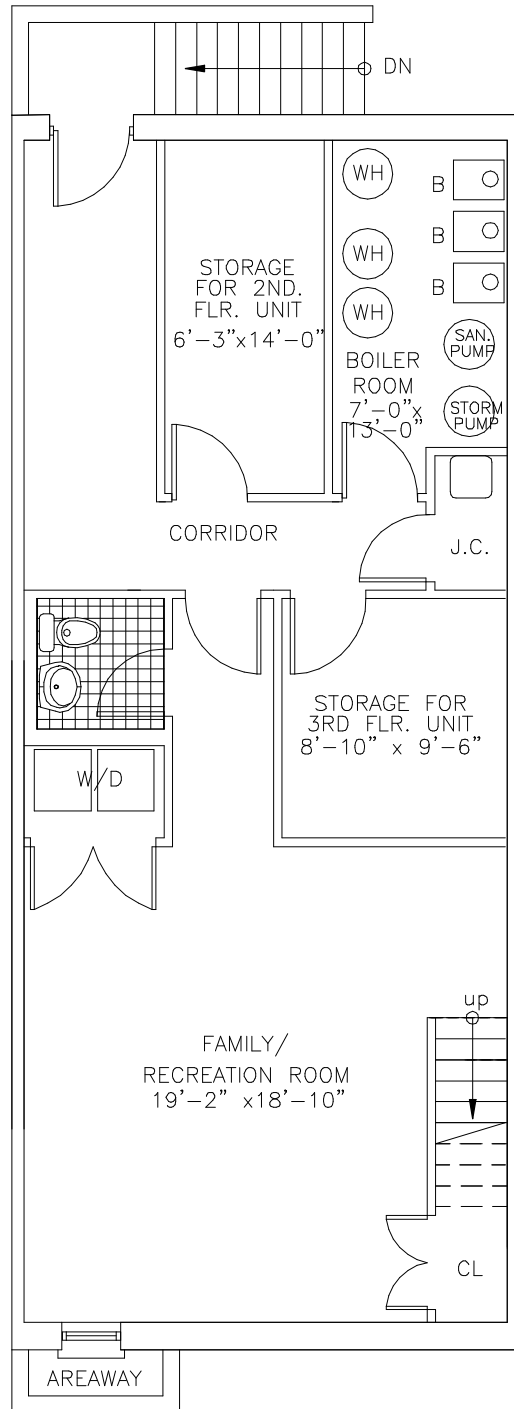 DN
WH
B
WH
B
WH
B
STORAGE
FOR 2ND.
FLR. UNIT
6'-3"x14'-0"
SAN.
PUMP
BOILER
ROOM
7'-0"x
13'-0"
STORM
PUMP
CORRIDOR
J.C.
STORAGE FOR
3RD FLR. UNIT
8'-10" x 9'-6"
W/D
up
FAMILY/
RECREATION ROOM
19'-2" x18'-10"
CL
AREAWAY